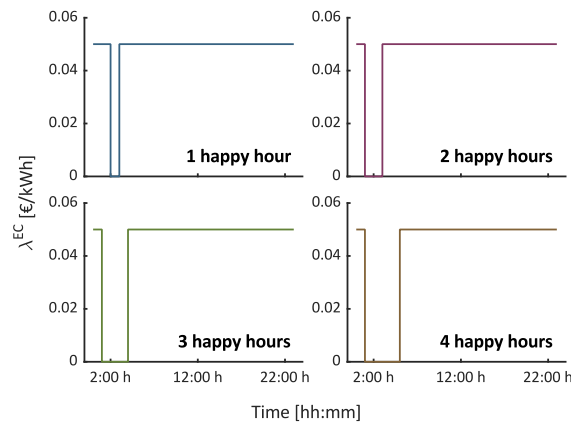 0.06 0.06
0.04 0.04
0.02 0.02
1 happy hour 2 happy hours
0 0
λEC [€/kWh]
0.06 0.06
0.04 0.04
0.02 0.02
3 happy hours 4 happy hours
0 0
2:00 h 12:00 h 22:00 h 2:00 h 12:00 h 22:00 h
Time [hh:mm]